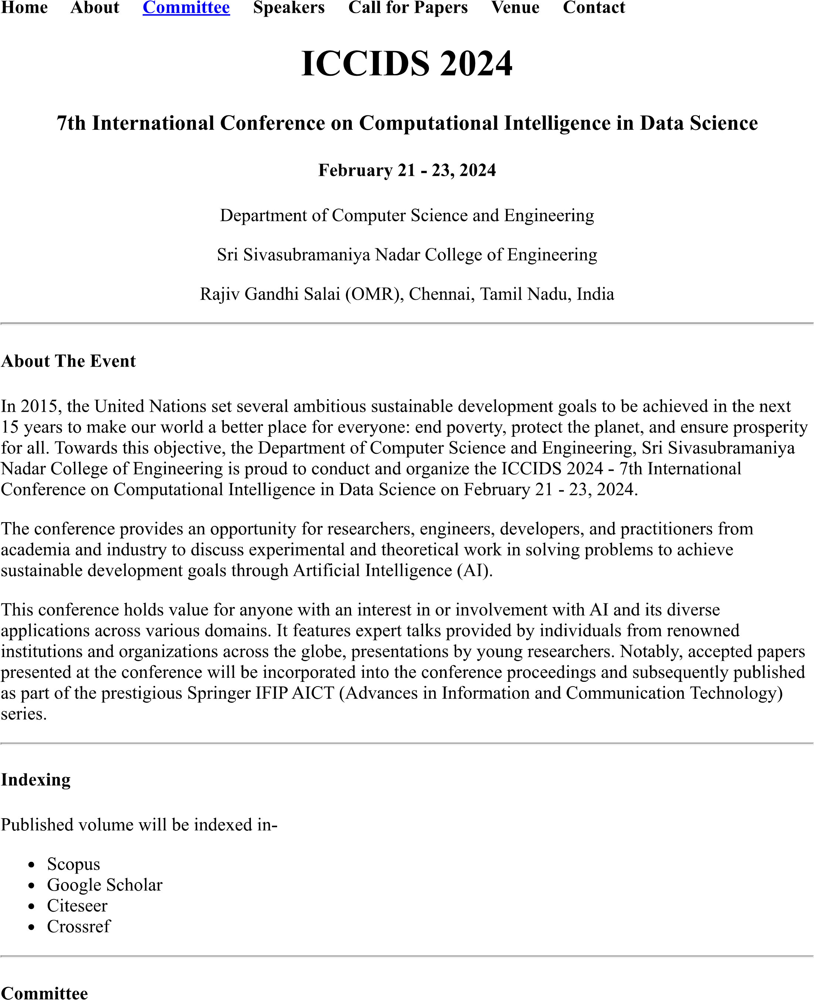 Home About Committee Speakers Call for Papers Venue Contact
ICCIDS 2024
7th International Conference on Computational Intelligence in Data Science
February 21 - 23, 2024
Department of Computer Science and Engineering
Sri Sivasubramaniya Nadar College of Engineering
Rajiv Gandhi Salai (OMR), Chennai, Tamil Nadu, India
About The Event
In 2015, the United Nations set several ambitious sustainable development goals to be achieved in the next
15 years to make our world a better place for everyone: end poverty, protect the planet, and ensure prosperity
for all. Towards this objective, the Department of Computer Science and Engineering, Sri Sivasubramaniya
Nadar College of Engineering is proud to conduct and organize the ICCIDS 2024 - 7th International
Conference on Computational Intelligence in Data Science on February 21 - 23, 2024.
The conference provides an opportunity for researchers, engineers, developers, and practitioners from
academia and industry to discuss experimental and theoretical work in solving problems to achieve
sustainable development goals through Artificial Intelligence (AI).
This conference holds value for anyone with an interest in or involvement with AI and its diverse
applications across various domains. It features expert talks provided by individuals from renowned
institutions and organizations across the globe, presentations by young researchers. Notably, accepted papers
presented at the conference will be incorporated into the conference proceedings and subsequently published
as part of the prestigious Springer IFIP AICT (Advances in Information and Communication Technology)
series.
Indexing
Published volume will be indexed in-
• Scopus
• Google Scholar
• Citeseer
• Crossref
Committee